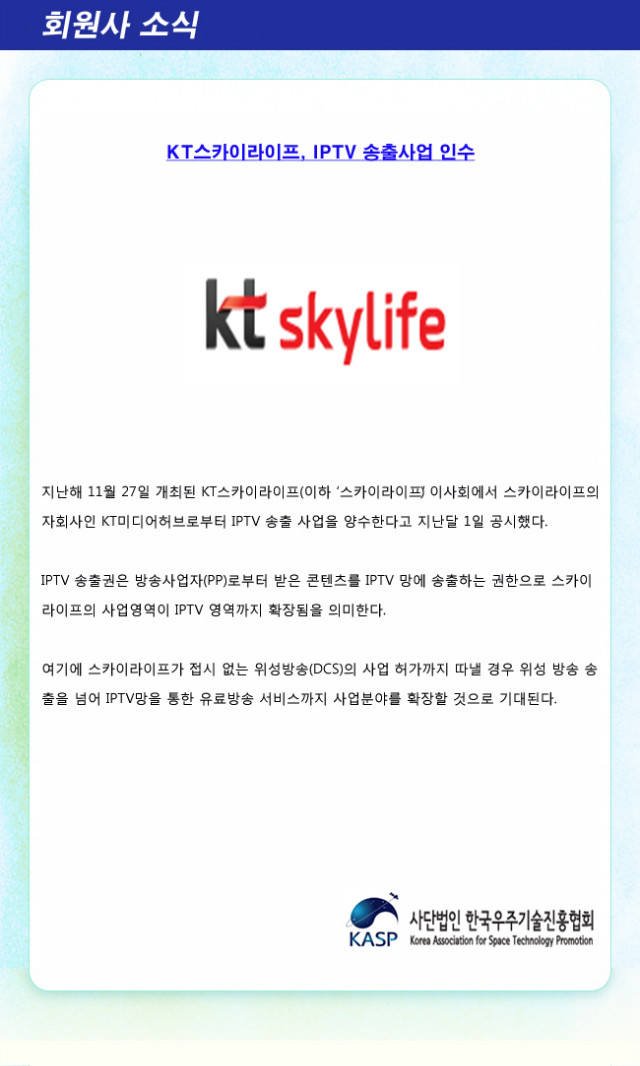 회원사 소식
KT스카이라이프, IPTV 송출사업 인수
kt skylife
지난해 11월 27일 개최된 KT스카이라이프(이하 ‘스카이라이프’) 이사회에서 스카이라이프의
자회사인 KT미디어허브로부터 IPTV 송출 사업을 양수한다고 지난달 1일 공시했다.
IPTV 송출권은 방송사업자(PP)로부터 받은 콘텐츠를 IPTV 망에 송출하는 권한으로 스카이
라이프의 사업영역이 IPTV 영역까지 확장됨을 의미한다.
여기에 스카이라이프가 접시 없는 위성방송(DCS)의 사업 허가까지 따낼 경우 위성 방송 송
출을 넘어 IPTV망을 통한 유료방송 서비스까지 사업분야를 확장할 것으로 기대된다.
사단법인 한국우주기술진흥협회
KASP Korea Association for Space Technology Promotion